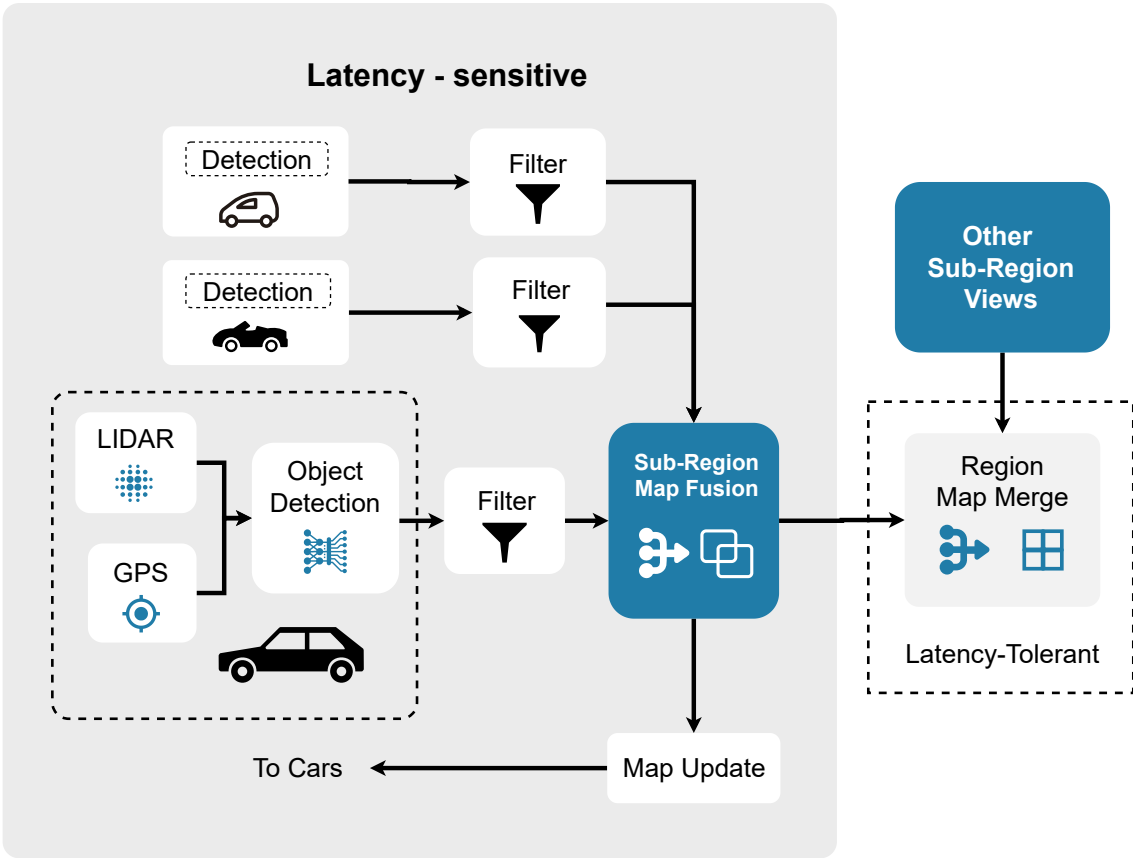 Latency - sensitive
Detection
Filter
Detection
Filter
Other
Sub-Region
Views
LIDAR
GPS
Object
Detection
Filter
Sub-Region
Map Fusion
Region
Map Merge
Latency-Tolerant
To Cars
Map Update